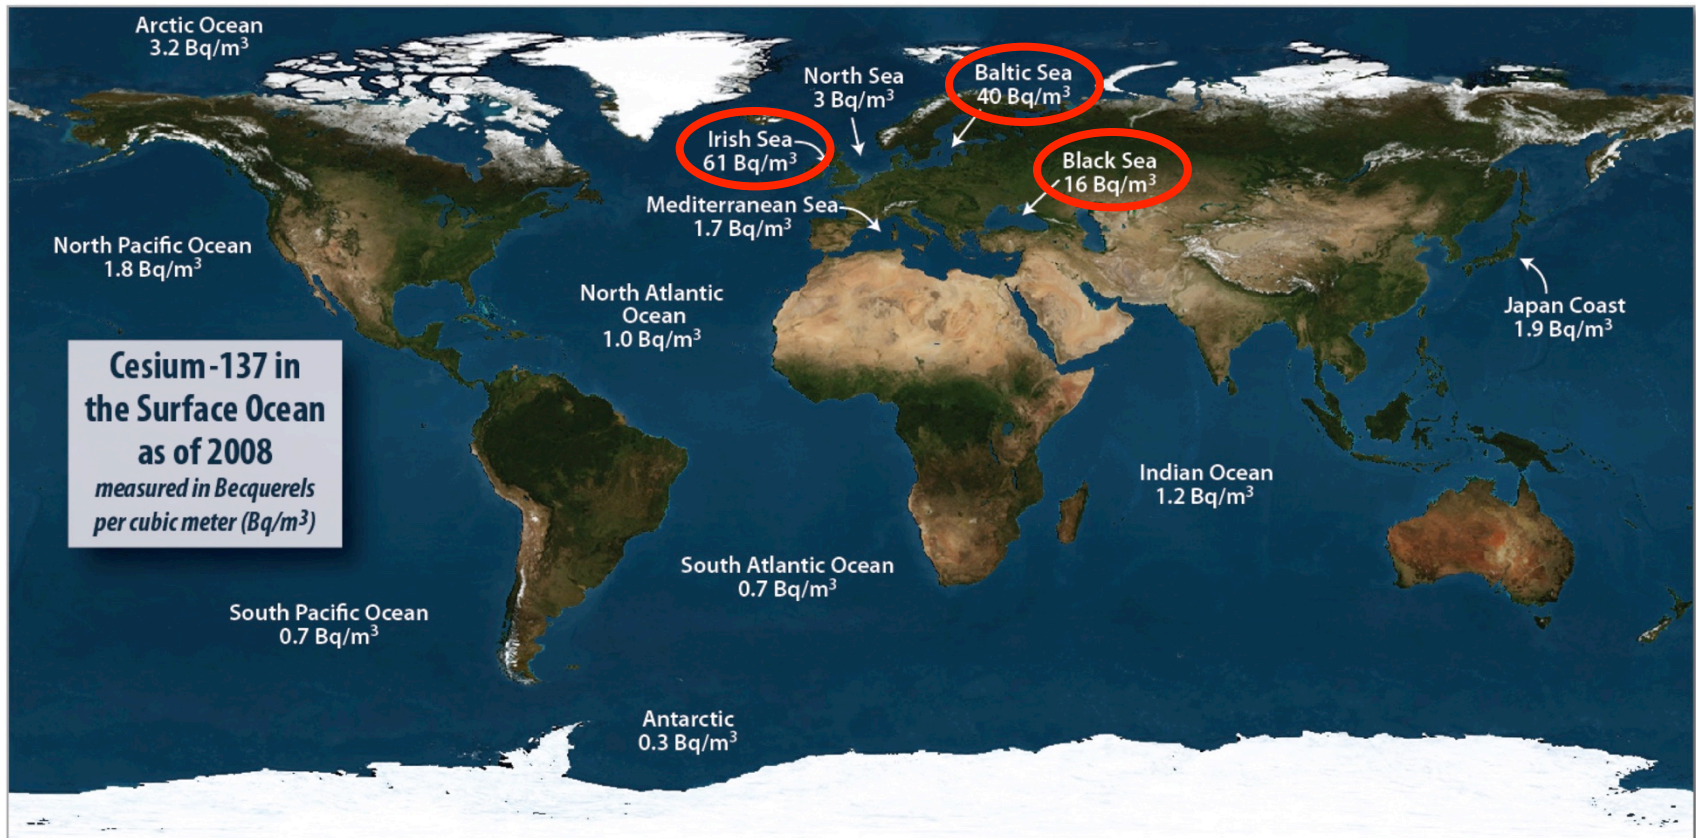 Arctic Ocean
3.2 Bq/m³
North Sea
3 Bq/m³
Baltic Sea
40 Bq/m³
Irish Sea
61 Bq/m³
Black Sea
16 Bq/m³
Mediterranean Sea
1.7 Bq/m³
North Pacific Ocean
1.8 Bq/m³
North Atlantic
Ocean
1.0 Bq/m³
Japan Coast
1.9 Bq/m³
Cesium-137 in
the Surface Ocean
as of 2008
measured in Becquerels
per cubic meter (Bq/m³)
Indian Ocean
1.2 Bq/m³
South Atlantic Ocean
0.7 Bq/m³
South Pacific Ocean
0.7 Bq/m³
Antarctic
0.3 Bq/m³